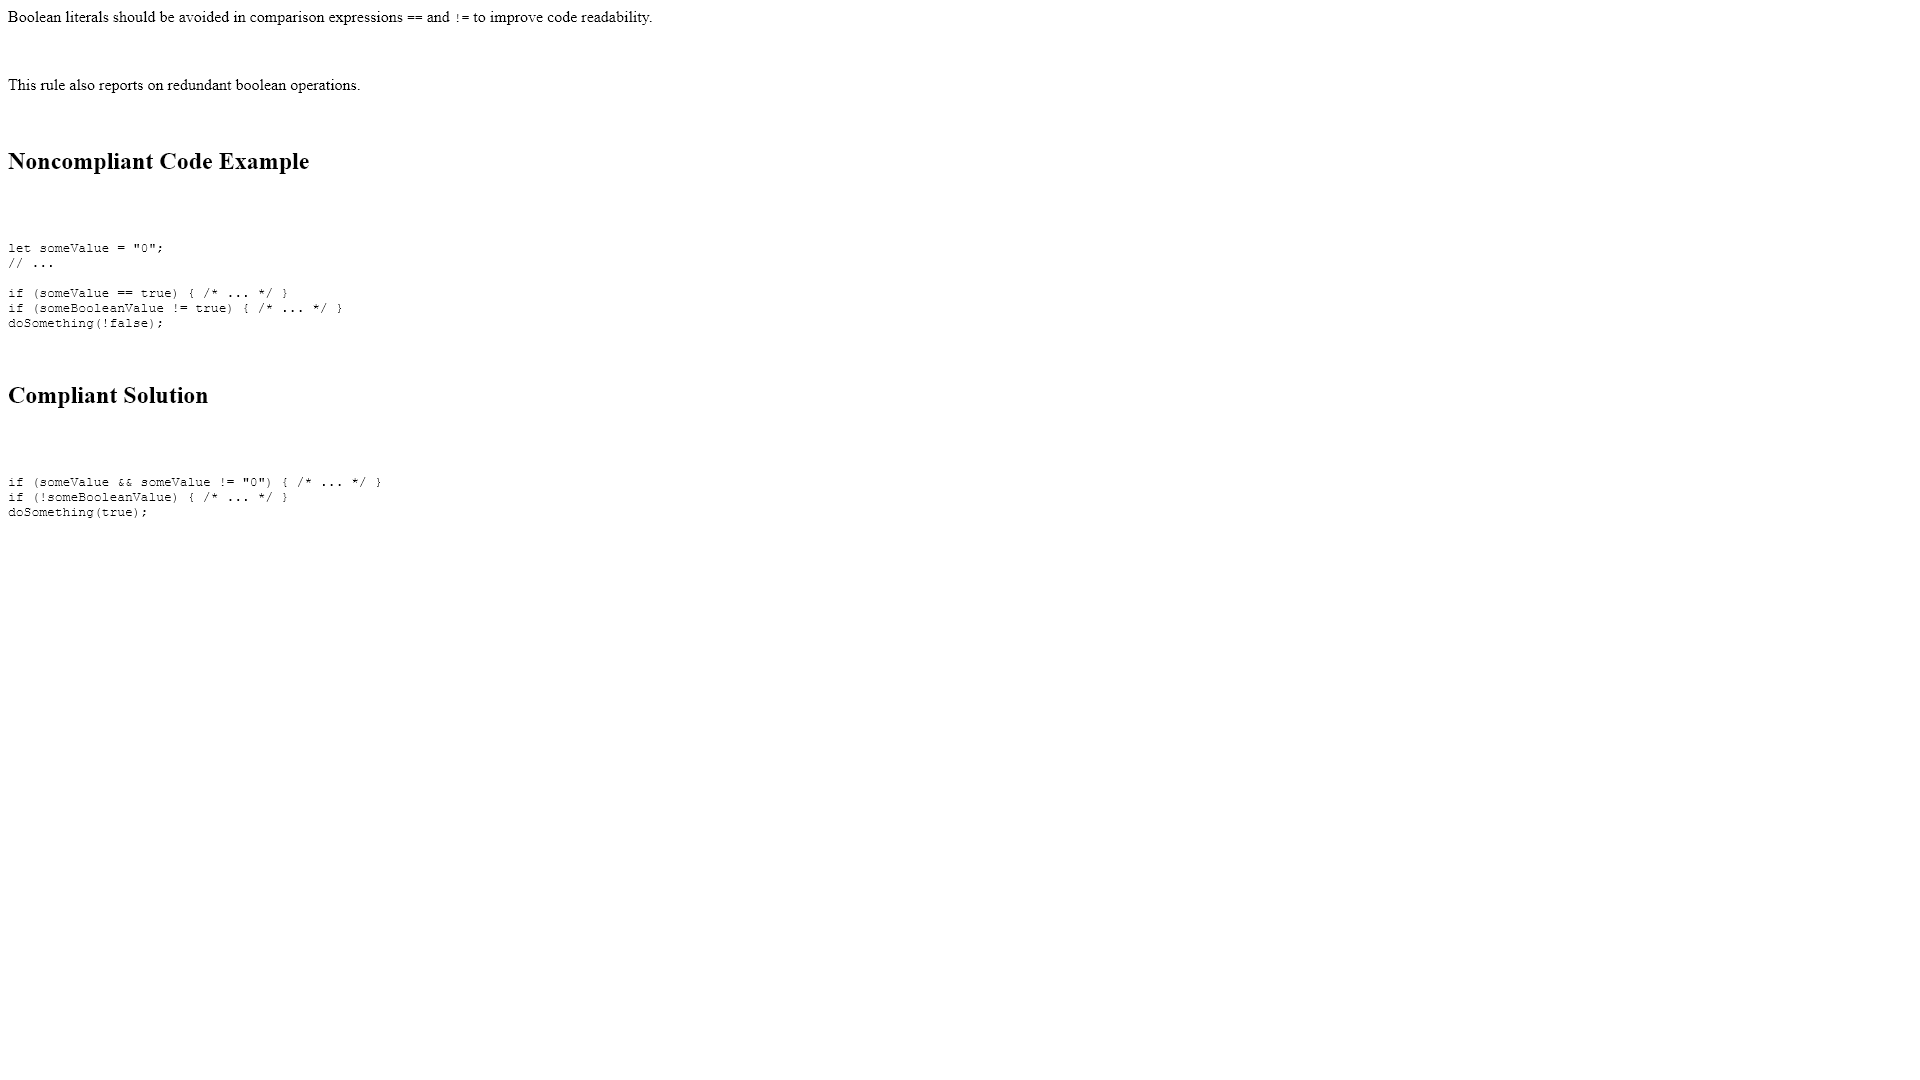 Boolean literals should be avoided in comparison expressions == and != to improve code readability.
This rule also reports on redundant boolean operations.
Noncompliant Code Example
let someValue = "0";
// ...
if (someValue == true) { /* ... */ }
if (someBooleanValue != true) { /* ... */ }
doSomething(!false);
Compliant Solution
if (someValue && someValue != "0") { /* ... */ }
if (!someBooleanValue) { /* ... */ }
doSomething(true);